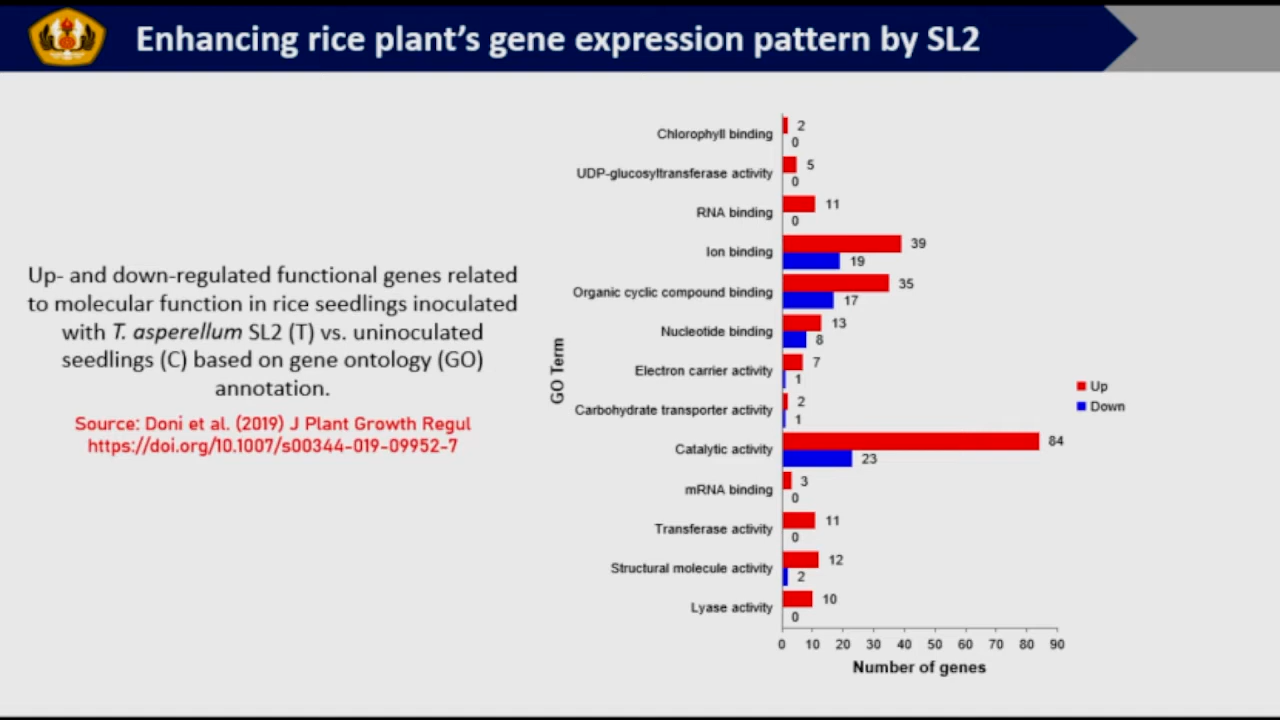 Enhancing rice plant's gene expression pattern by SL2
Up- and down-regulated functional genes related
to molecular function in rice seedlings inoculated
with T. asperellum SL2 (T) vs. uninoculated
seedlings (C) based on gene ontology (GO)
annotation.
Source: Doni et al. (2019) J Plant Growth Regul
https://doi.org/10.1007/s00344-019-09952-7
GO Term
Chlorophyll binding
2
0
UDP-glucosyltransferase activity
5
0
RNA binding
11
0
Ion binding
39
19
Organic cyclic compound binding
35
17
Nucleotide binding
13
8
Electron carrier activity
7
1
Carbohydrate transporter activity
2
1
Catalytic activity
84
23
mRNA binding
3
0
Transferase activity
11
0
Structural molecule activity
12
2
Lyase activity
10
0
0 10 20 30 40 50 60 70 80 90
Number of genes
Up
Down